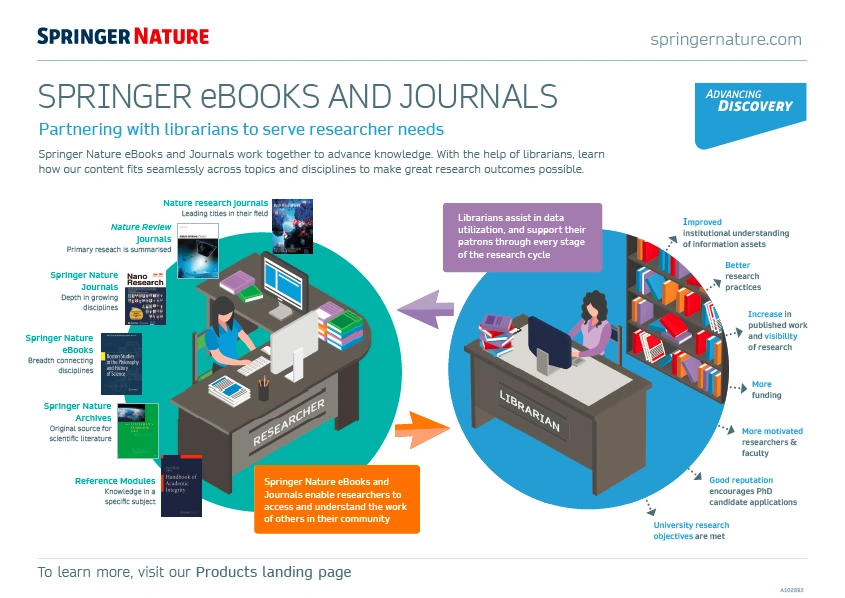 SPRINGER NATURE
springernature.com
SPRINGER eBOOKS AND JOURNALS
ADVANCING
DISCOVERY
Partnering with librarians to serve researcher needs
Springer Nature eBooks and Journals work together to advance knowledge. With the help of librarians, learn
how our content fits seamlessly across topics and disciplines to make great research outcomes possible.
Nature research journals
Leading titles in their field
Nature Review
journals
Primary reseach is summarised
Springer Nature
Journals
Depth in growing
disciplines
Nano
Research
Springer Nature
eBooks
Breadth connecting
disciplines
Boston Studies
in the Philosophy
and History
of Science
Springer Nature
Archives
Original source for
scientific literature
Reference Modules
Knowledge in a
specific subject
Handbook of
Academic
Integrity
RESEARCHER
Springer Nature eBooks and
Journals enable researchers to
access and understand the work
of others in their community
Librarians assist in data
utilization, and support their
patrons through every stage
of the research cycle
LIBRARIAN
Improved
institutional understanding
of information assets
Better
research
practices
Increase in
published work
and visibility
of research
More
funding
More motivated
researchers &
faculty
Good reputation
encourages PhD
candidate applications
University research
objectives are met
To learn more, visit our Products landing page
A102893